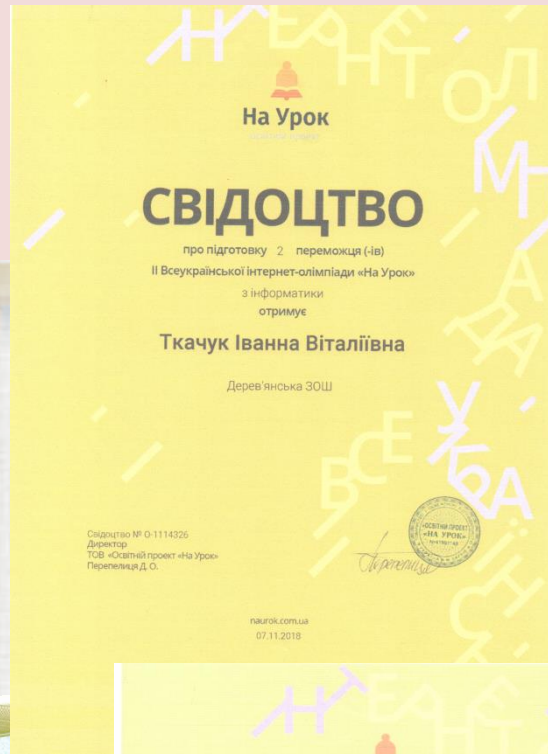 На Урок
СВІДОЦТВО
про підготовку 2 переможця (-ів)
ІІ Всеукраїнської інтернет-олімпіади «На Урок»
з інформатики
отримує
Ткачук Іванна Віталіївна
Дерев'янська ЗОШ
Свідоцтво № О-1114326
Директор
ТОВ «Освітній проект «На Урок»
Перепелиця Д. О.
«ОСВІТНІЙ ПРОЕКТ
«НА УРОК»
naurok.com.ua
07.11.2018